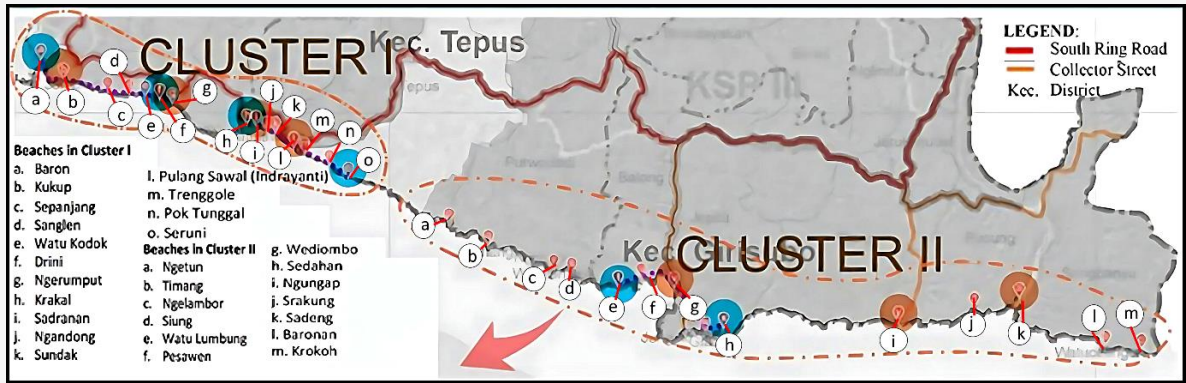 CLUSTER I
Kec. Tepus
KSP III
LEGEND:
South Ring Road
Collector Street
Kec. District
a
b
c
d
e
f
g
h
i
j
k
l
m
n
o
Beaches in Cluster I
a. Baron
b. Kukup
c. Sepanjang
d. Sanglen
e. Watu Kodok
f. Drini
g. Ngerumput
h. Krakal
i. Sadranan
j. Ngandong
k. Sundak
l. Pulang Sawal (Indrayanti)
m. Trenggole
n. Pok Tunggal
o. Seruni
Beaches in Cluster II
a. Ngetun
b. Timang
c. Ngelambor
d. Siung
e. Watu Lumbung
f. Pesawen
g. Wediombo
h. Sedahan
i. Ngungap
j. Srakung
k. Sadeng
l. Baronan
m. Krokoh
Kec. Girisubo
CLUSTER II
a
b
c
d
e
f
g
h
i
j
k
l
m